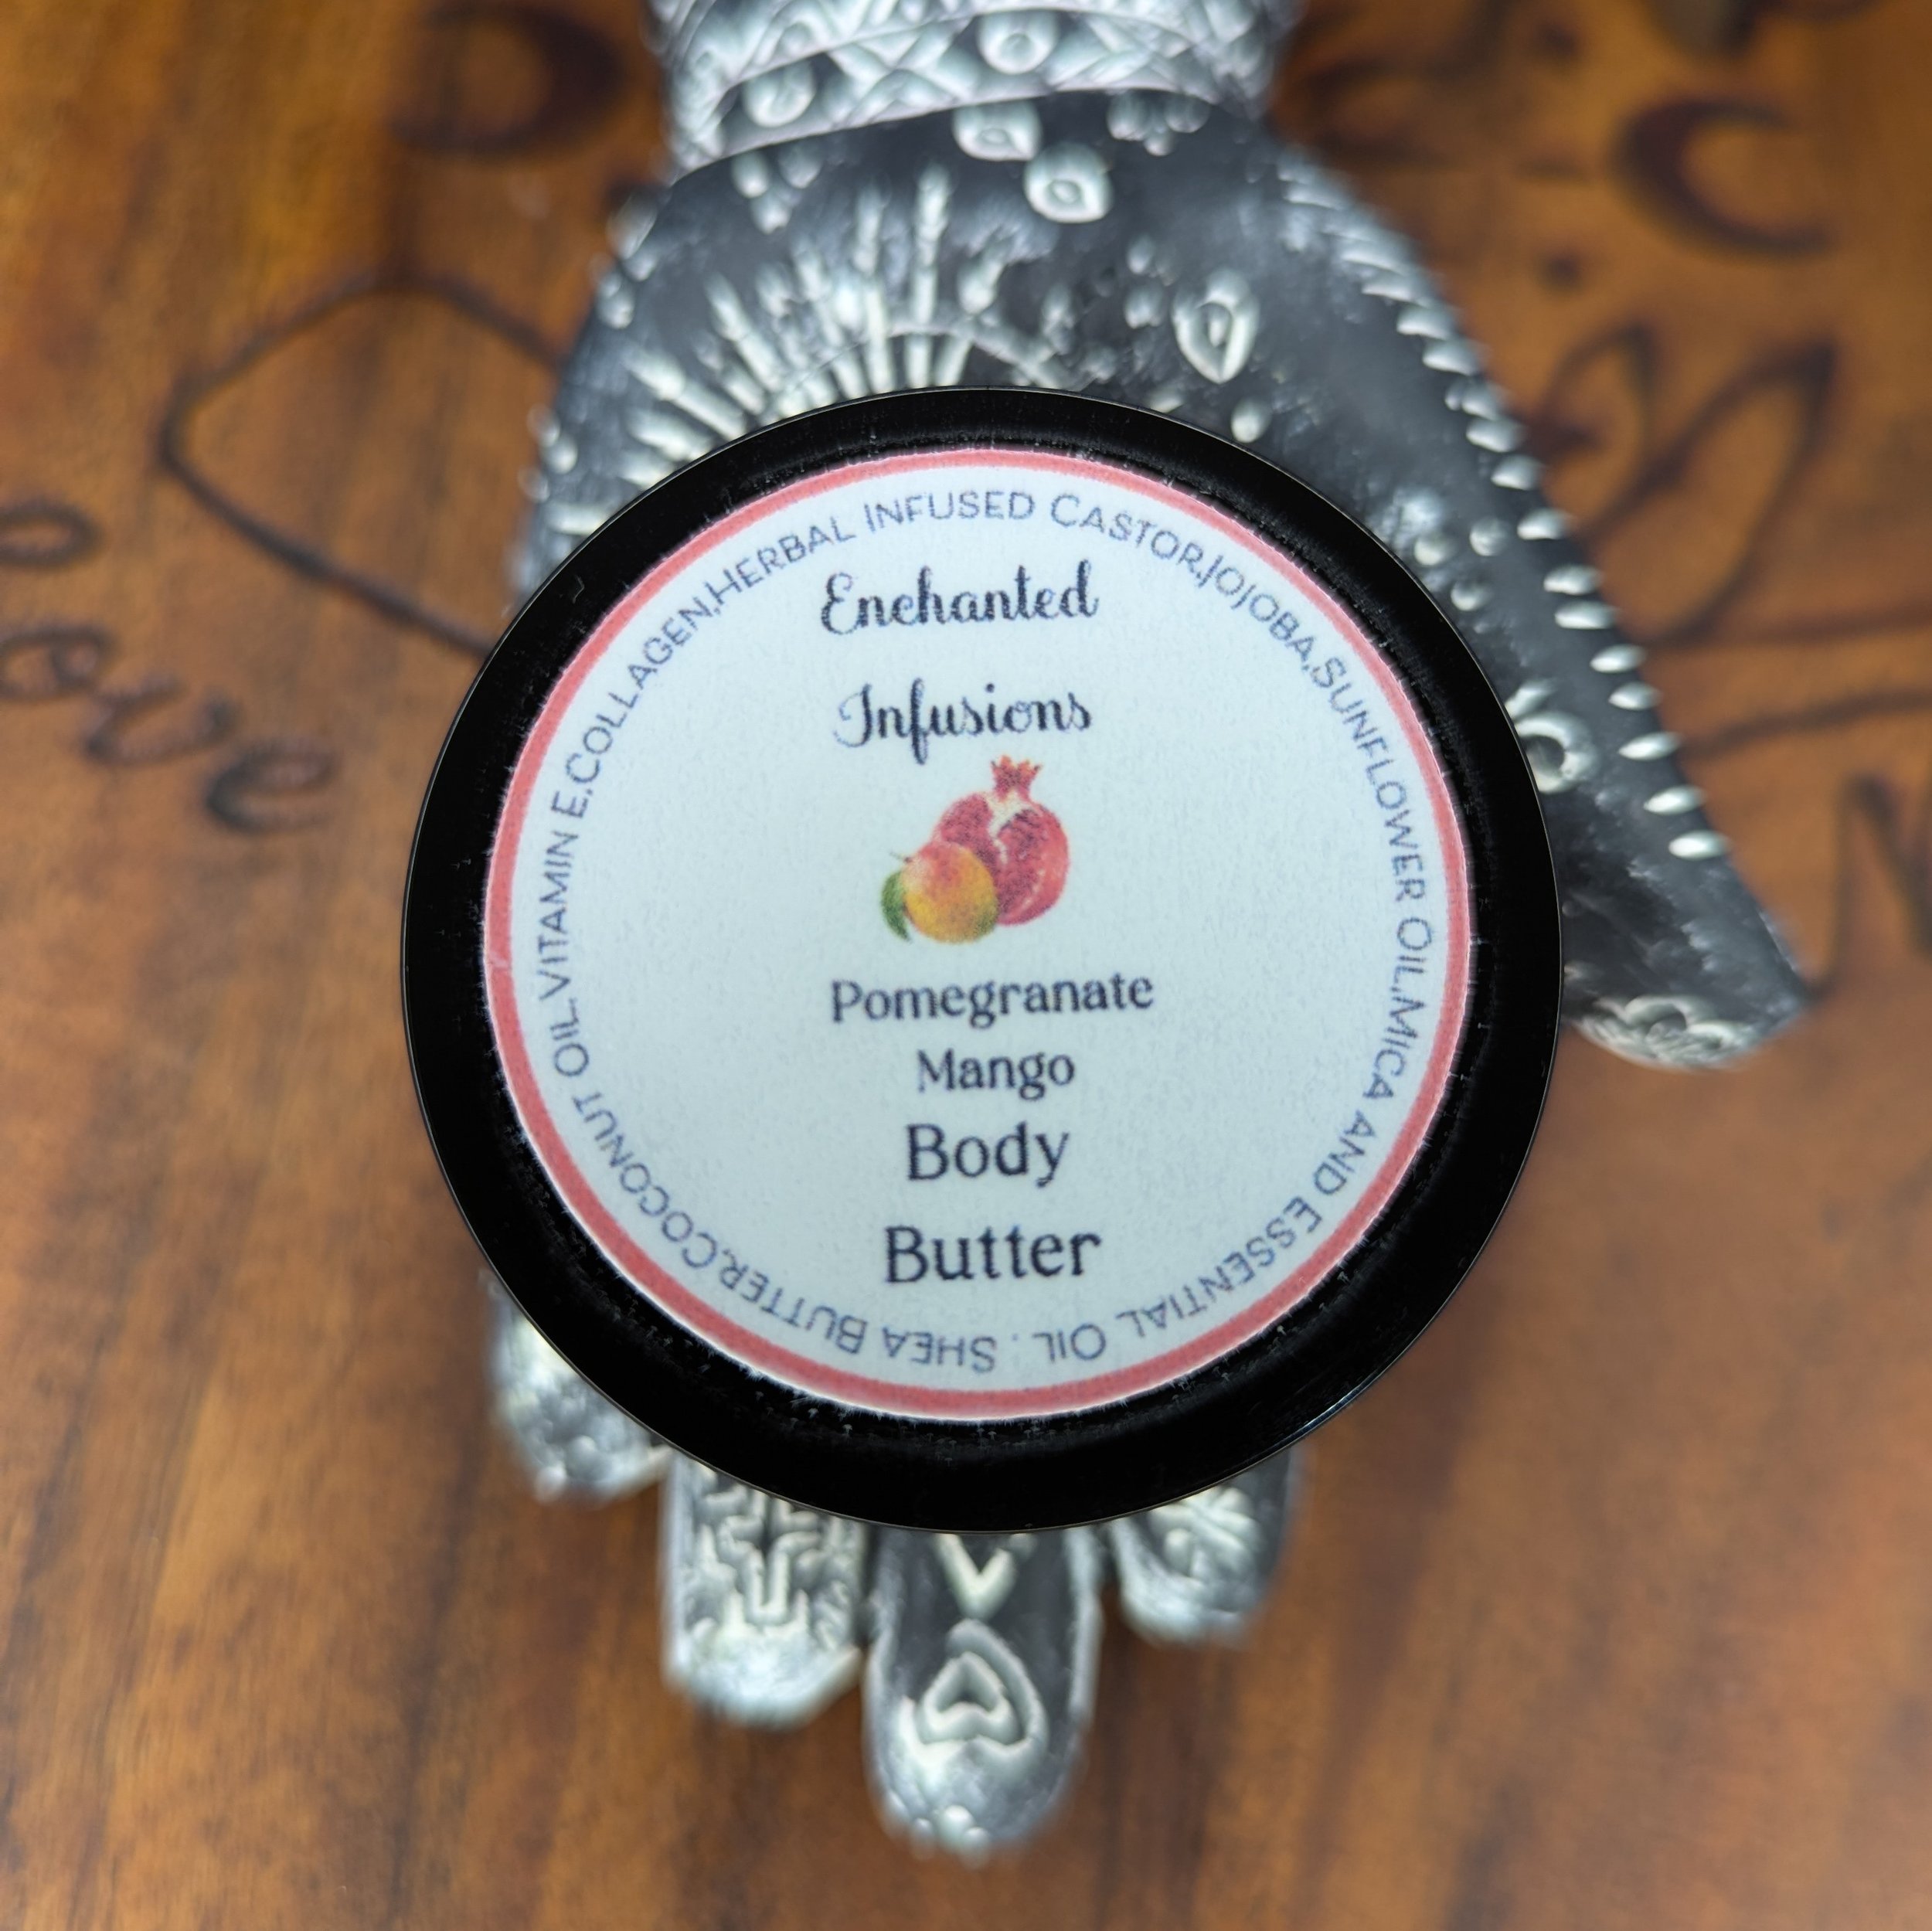 Enchanted
Infusions
Pomegranate
Mango
Body
Butter
SHEA BUTTER,COCONUT OIL,VITAMIN E,COLLAGEN,HERBAL INFUSED CASTOR,JOJOBA,SUNFLOWER OIL,MICA AND ESSENTIAL OIL .
love